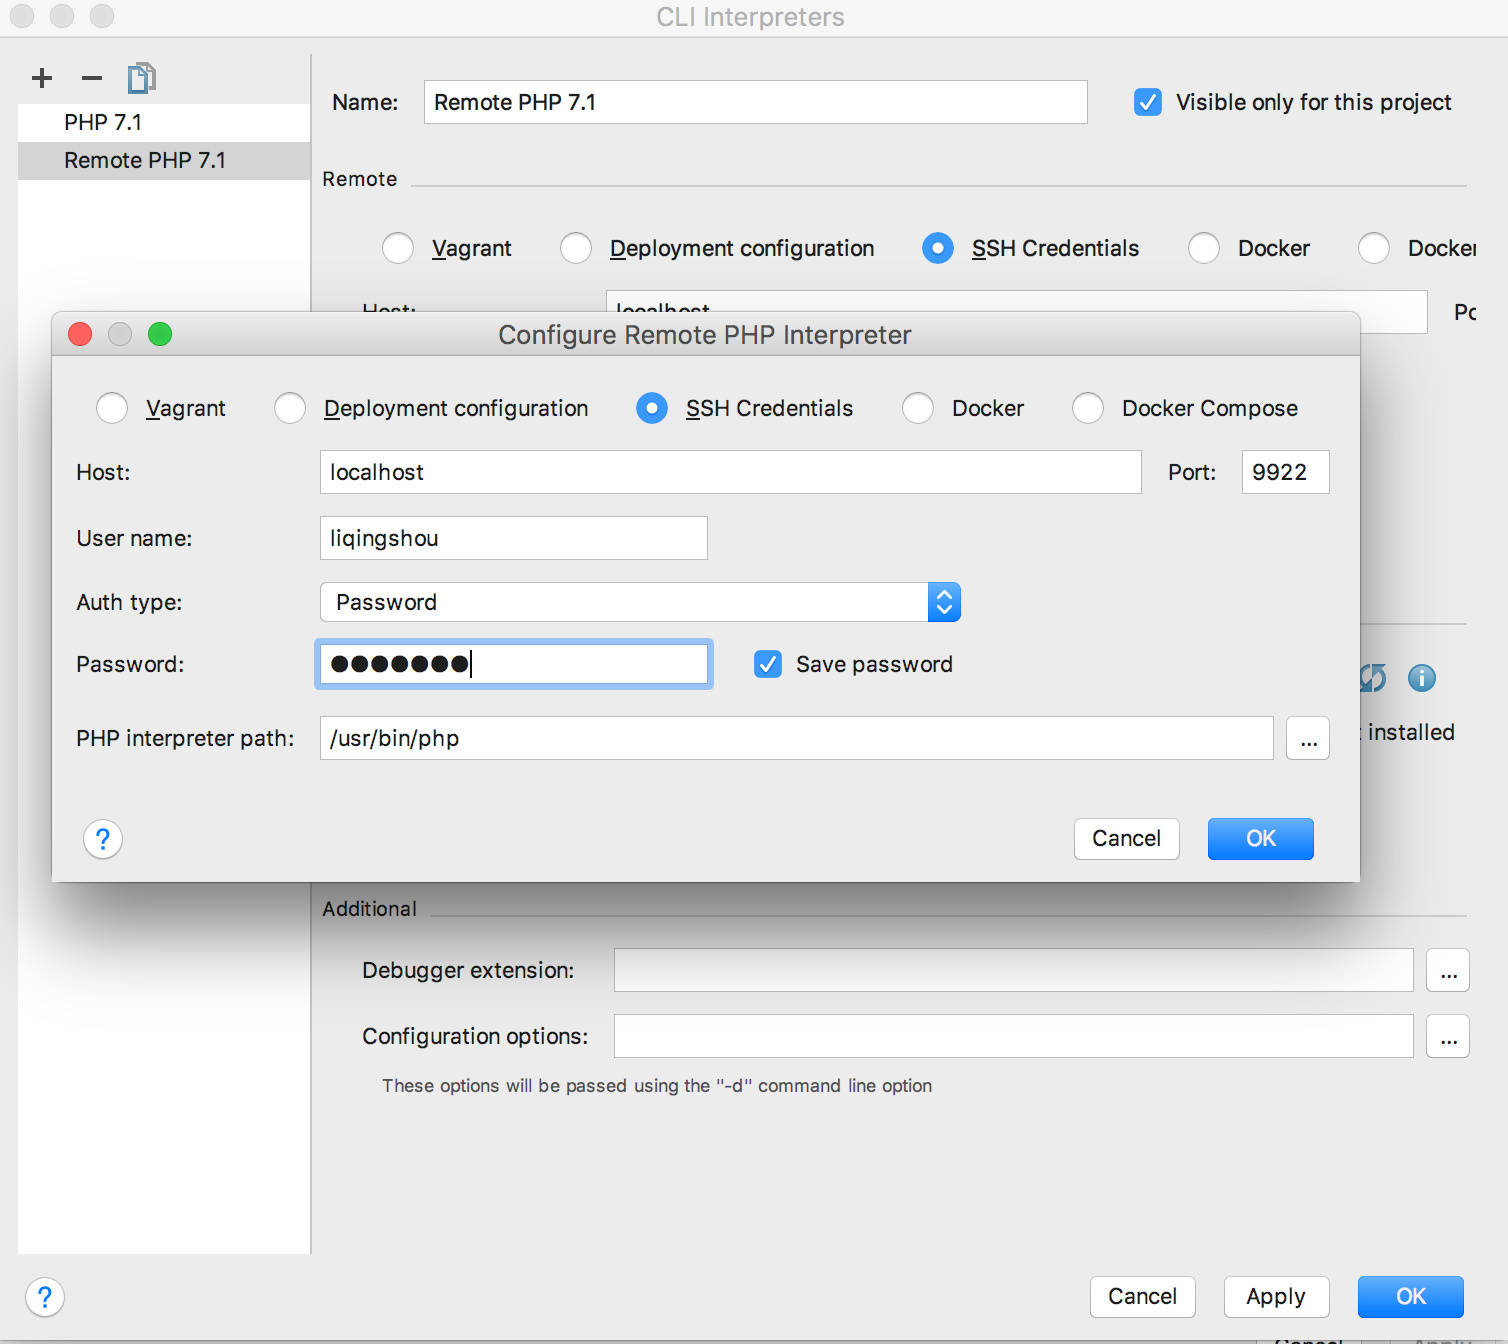 CLI Interpreters
PHP 7.1
Remote PHP 7.1
Name: Remote PHP 7.1 Visible only for this project
Remote
Vagrant Deployment configuration SSH Credentials Docker Docker
Host: localhost
Configure Remote PHP Interpreter
Vagrant Deployment configuration SSH Credentials Docker Docker Compose
Host: localhost Port: 9922
User name: liqingshou
Auth type: Password
Password: ●●●●●●● Save password
installed
PHP interpreter path: /usr/bin/php ...
? Cancel OK
Additional
Debugger extension: ...
Configuration options: ...
These options will be passed using the "-d" command line option
? Cancel Apply OK
Cancel Apply